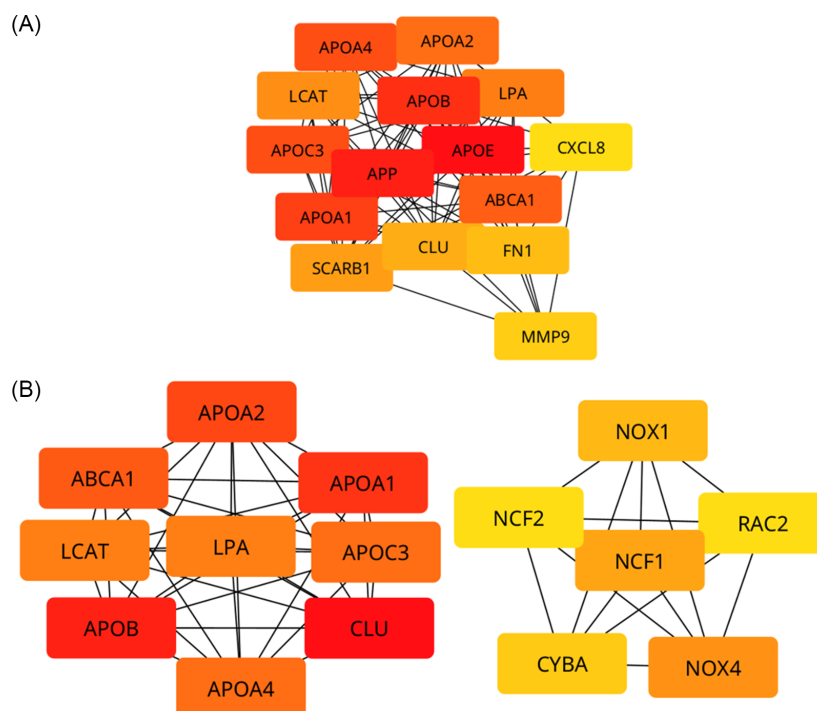 (A)
APOA4
APOA2
LCAT
APOB
LPA
APOC3
APOE
CXCL8
APP
ABCA1
APOA1
CLU
FN1
SCARB1
MMP9
(B)
APOA2
ABCA1
APOA1
LCAT
LPA
APOC3
APOB
CLU
APOA4
NOX1
NCF2
RAC2
NCF1
CYBA
NOX4